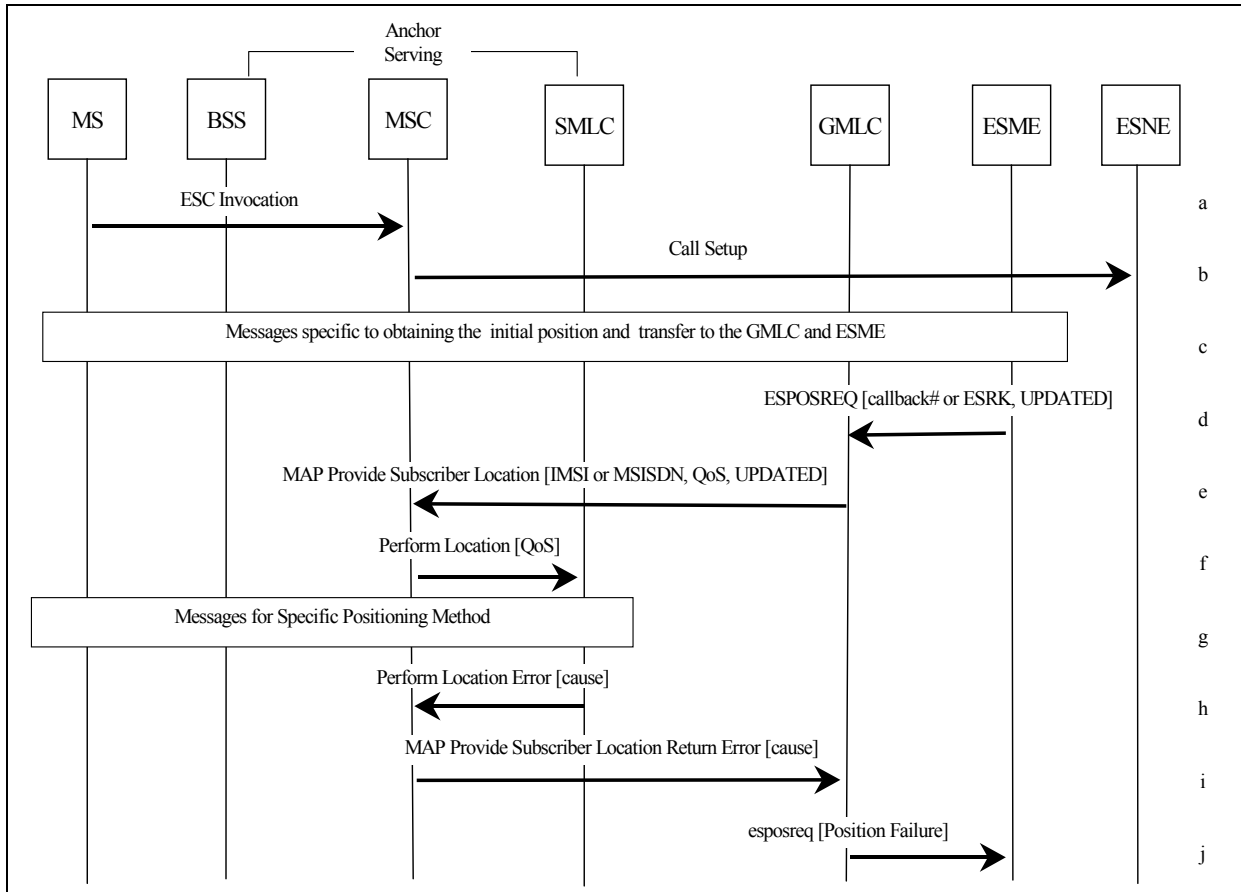 Anchor
Serving
MS
BSS
MSC
SMLC
GMLC
ESME
ESNE
ESC Invocation
a
Call Setup
b
Messages specific to obtaining the initial position and transfer to the GMLC and ESME
c
ESPOSREQ [callback# or ESRK, UPDATED]
d
MAP Provide Subscriber Location [IMSI or MSISDN, QoS, UPDATED]
e
Perform Location [QoS]
f
Messages for Specific Positioning Method
g
Perform Location Error [cause]
h
MAP Provide Subscriber Location Return Error [cause]
i
esposreq [Position Failure]
j